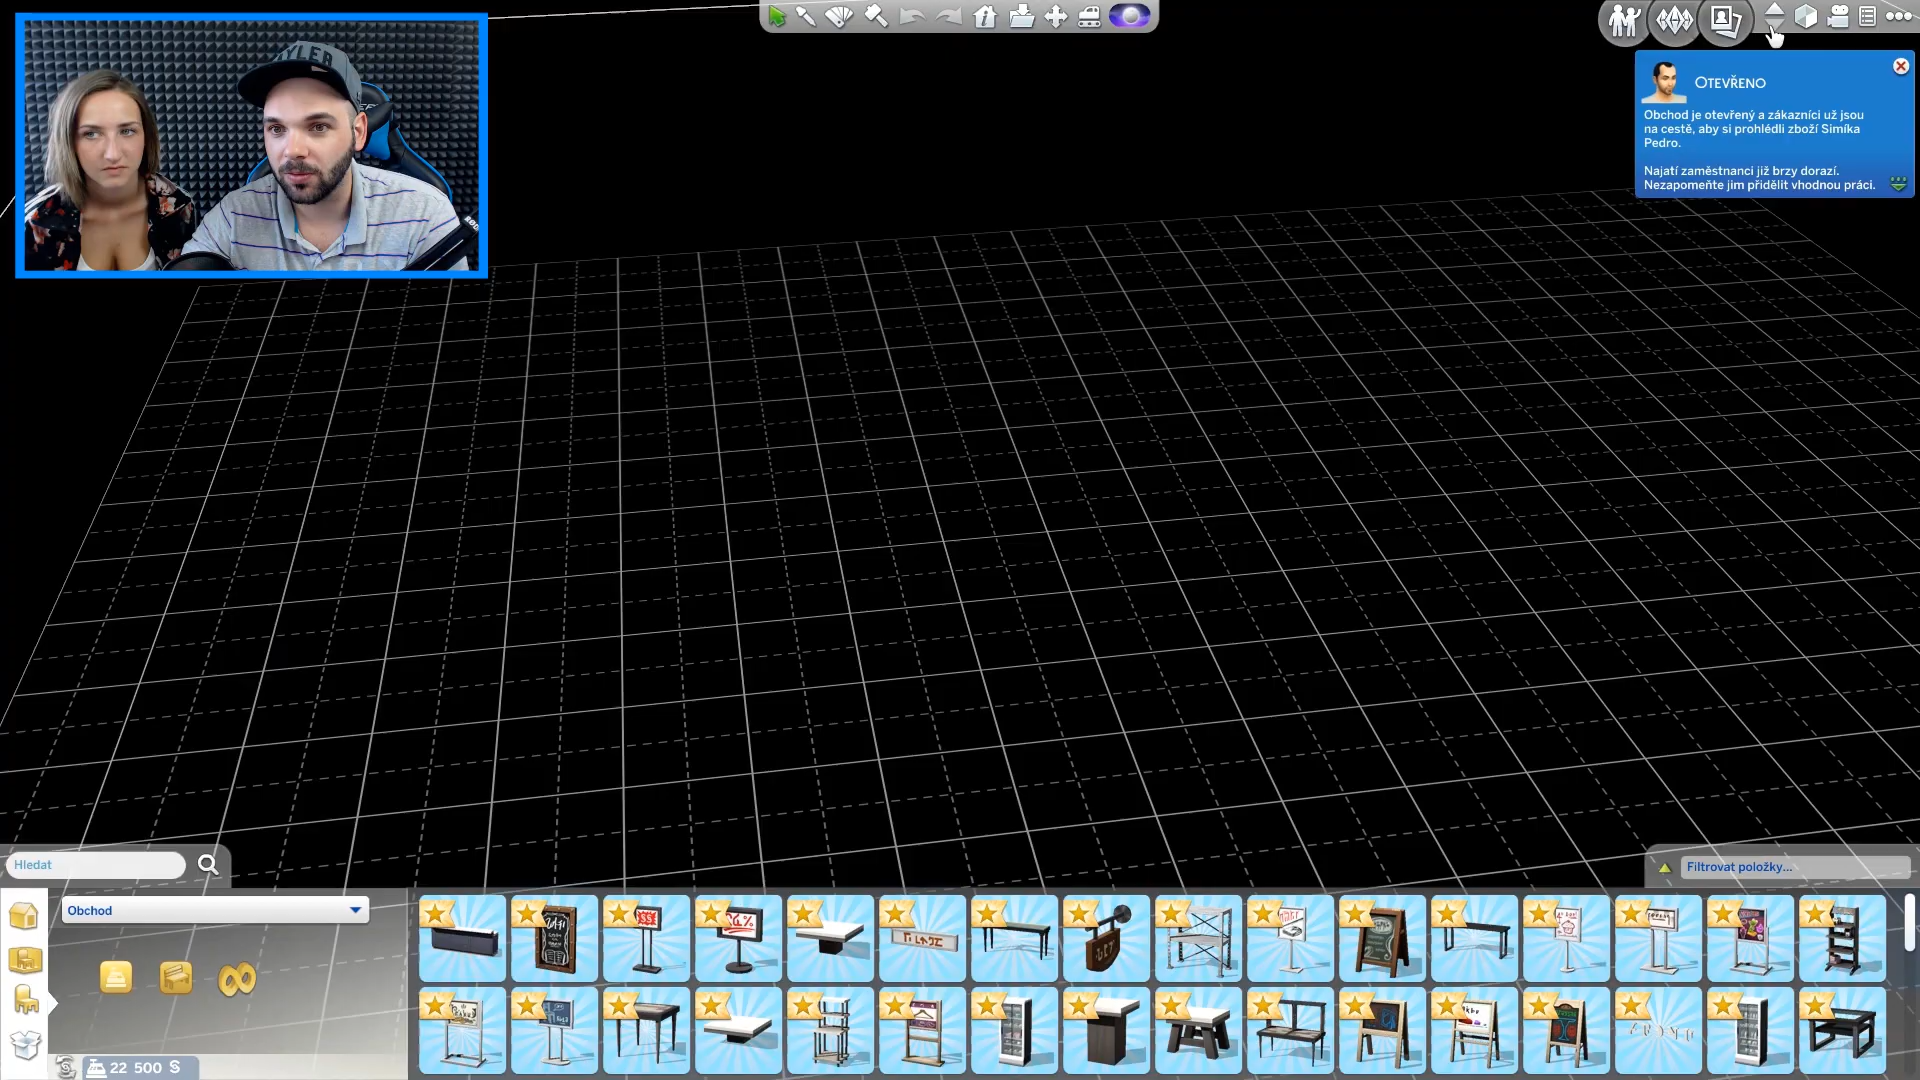 OTEVŘENO
Obchod je otevřený a zákazníci už jsou
na cestě, aby si prohlédli zboží Simíka
Pedro.
Najatí zaměstnanci již brzy dorazí.
Nezapomeňte jim přidělit vhodnou práci.
Hledat
Filtrovat položky...
Obchod
22 500 S